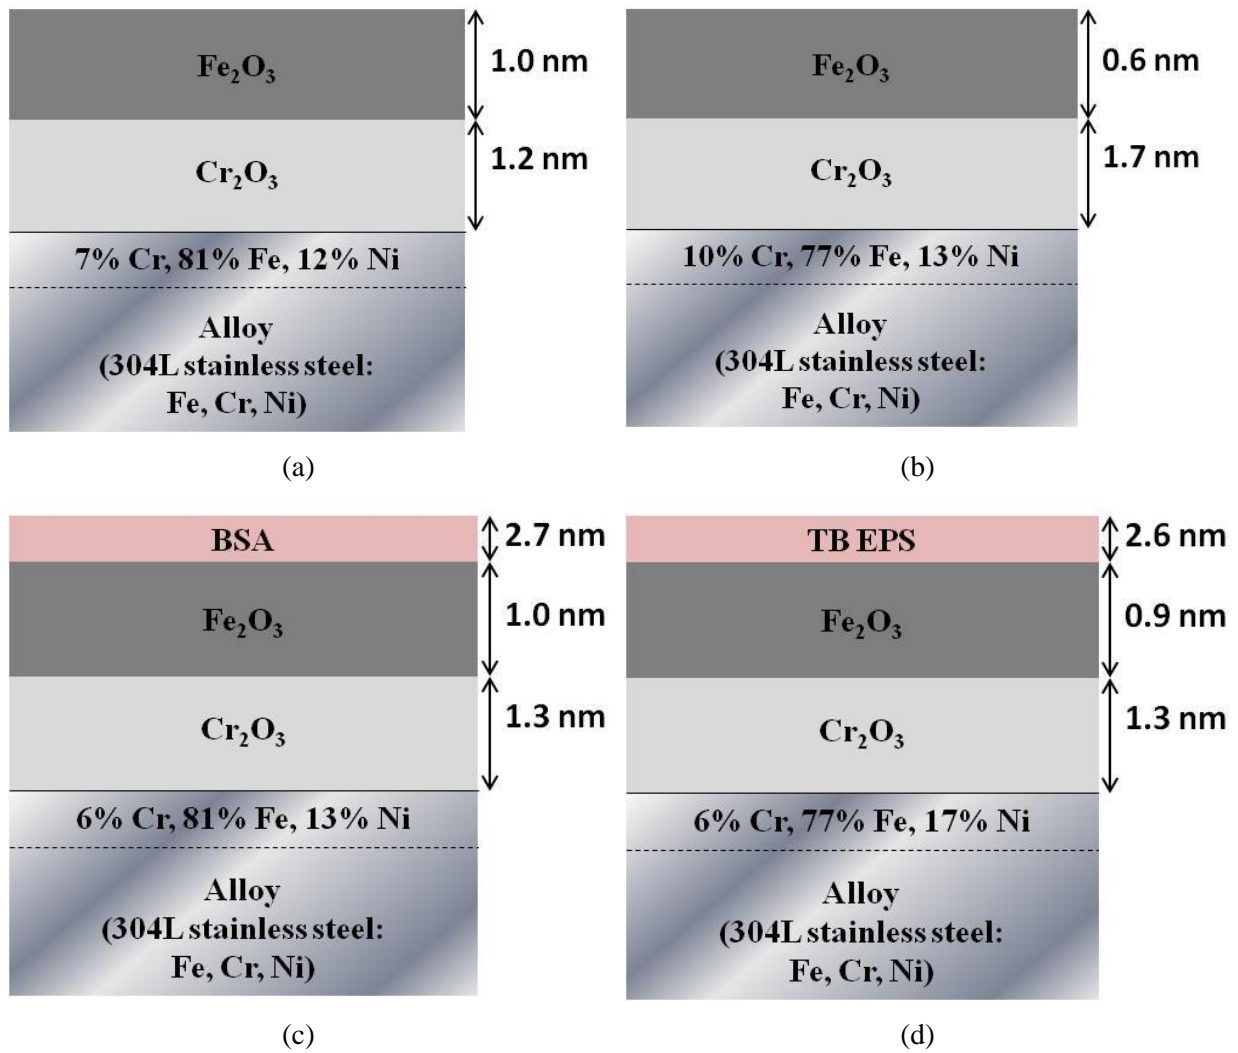 Fe₂O₃
1.0 nm
Cr₂O₃
1.2 nm
7% Cr, 81% Fe, 12% Ni
Alloy
(304L stainless steel:
Fe, Cr, Ni)
(a)
Fe₂O₃
0.6 nm
Cr₂O₃
1.7 nm
10% Cr, 77% Fe, 13% Ni
Alloy
(304L stainless steel:
Fe, Cr, Ni)
(b)
BSA
2.7 nm
Fe₂O₃
1.0 nm
Cr₂O₃
1.3 nm
6% Cr, 81% Fe, 13% Ni
Alloy
(304L stainless steel:
Fe, Cr, Ni)
(c)
TB EPS
2.6 nm
Fe₂O₃
0.9 nm
Cr₂O₃
1.3 nm
6% Cr, 77% Fe, 17% Ni
Alloy
(304L stainless steel:
Fe, Cr, Ni)
(d)